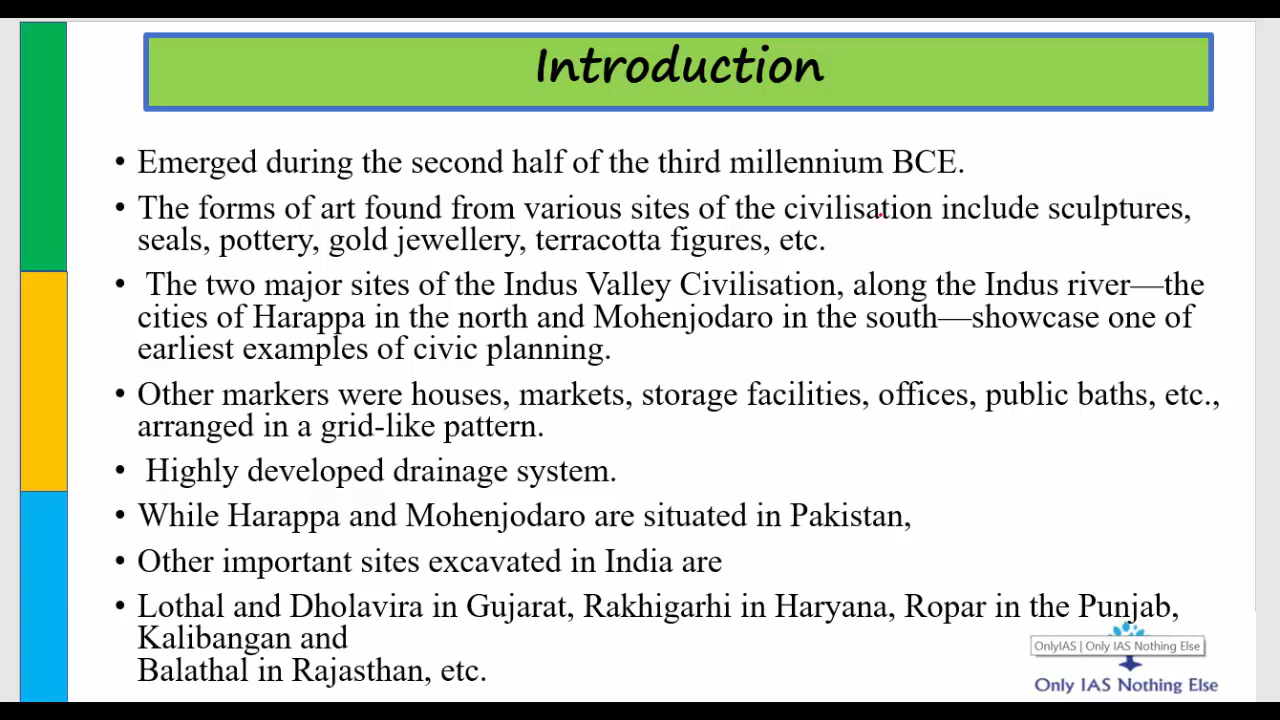 Introduction
• Emerged during the second half of the third millennium BCE.
• The forms of art found from various sites of the civilisation include sculptures,
seals, pottery, gold jewellery, terracotta figures, etc.
• The two major sites of the Indus Valley Civilisation, along the Indus river—the
cities of Harappa in the north and Mohenjodaro in the south—showcase one of
earliest examples of civic planning.
• Other markers were houses, markets, storage facilities, offices, public baths, etc.,
arranged in a grid-like pattern.
• Highly developed drainage system.
• While Harappa and Mohenjodaro are situated in Pakistan,
• Other important sites excavated in India are
• Lothal and Dholavira in Gujarat, Rakhigarhi in Haryana, Ropar in the Punjab,
Kalibangan and
Balathal in Rajasthan, etc.
OnlyIAS | Only IAS Nothing Else
Only IAS Nothing Else